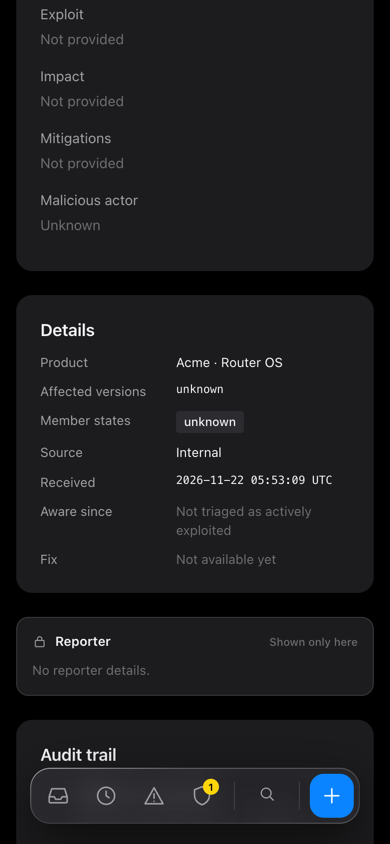 Exploit
Not provided
Impact
Not provided
Mitigations
Not provided
Malicious actor
Unknown
Details
Product Acme · Router OS
Affected versions unknown
Member states unknown
Source Internal
Received 2026-11-22 05:53:09 UTC
Aware since Not triaged as actively
exploited
Fix Not available yet
Reporter Shown only here
No reporter details.
Audit trail
1